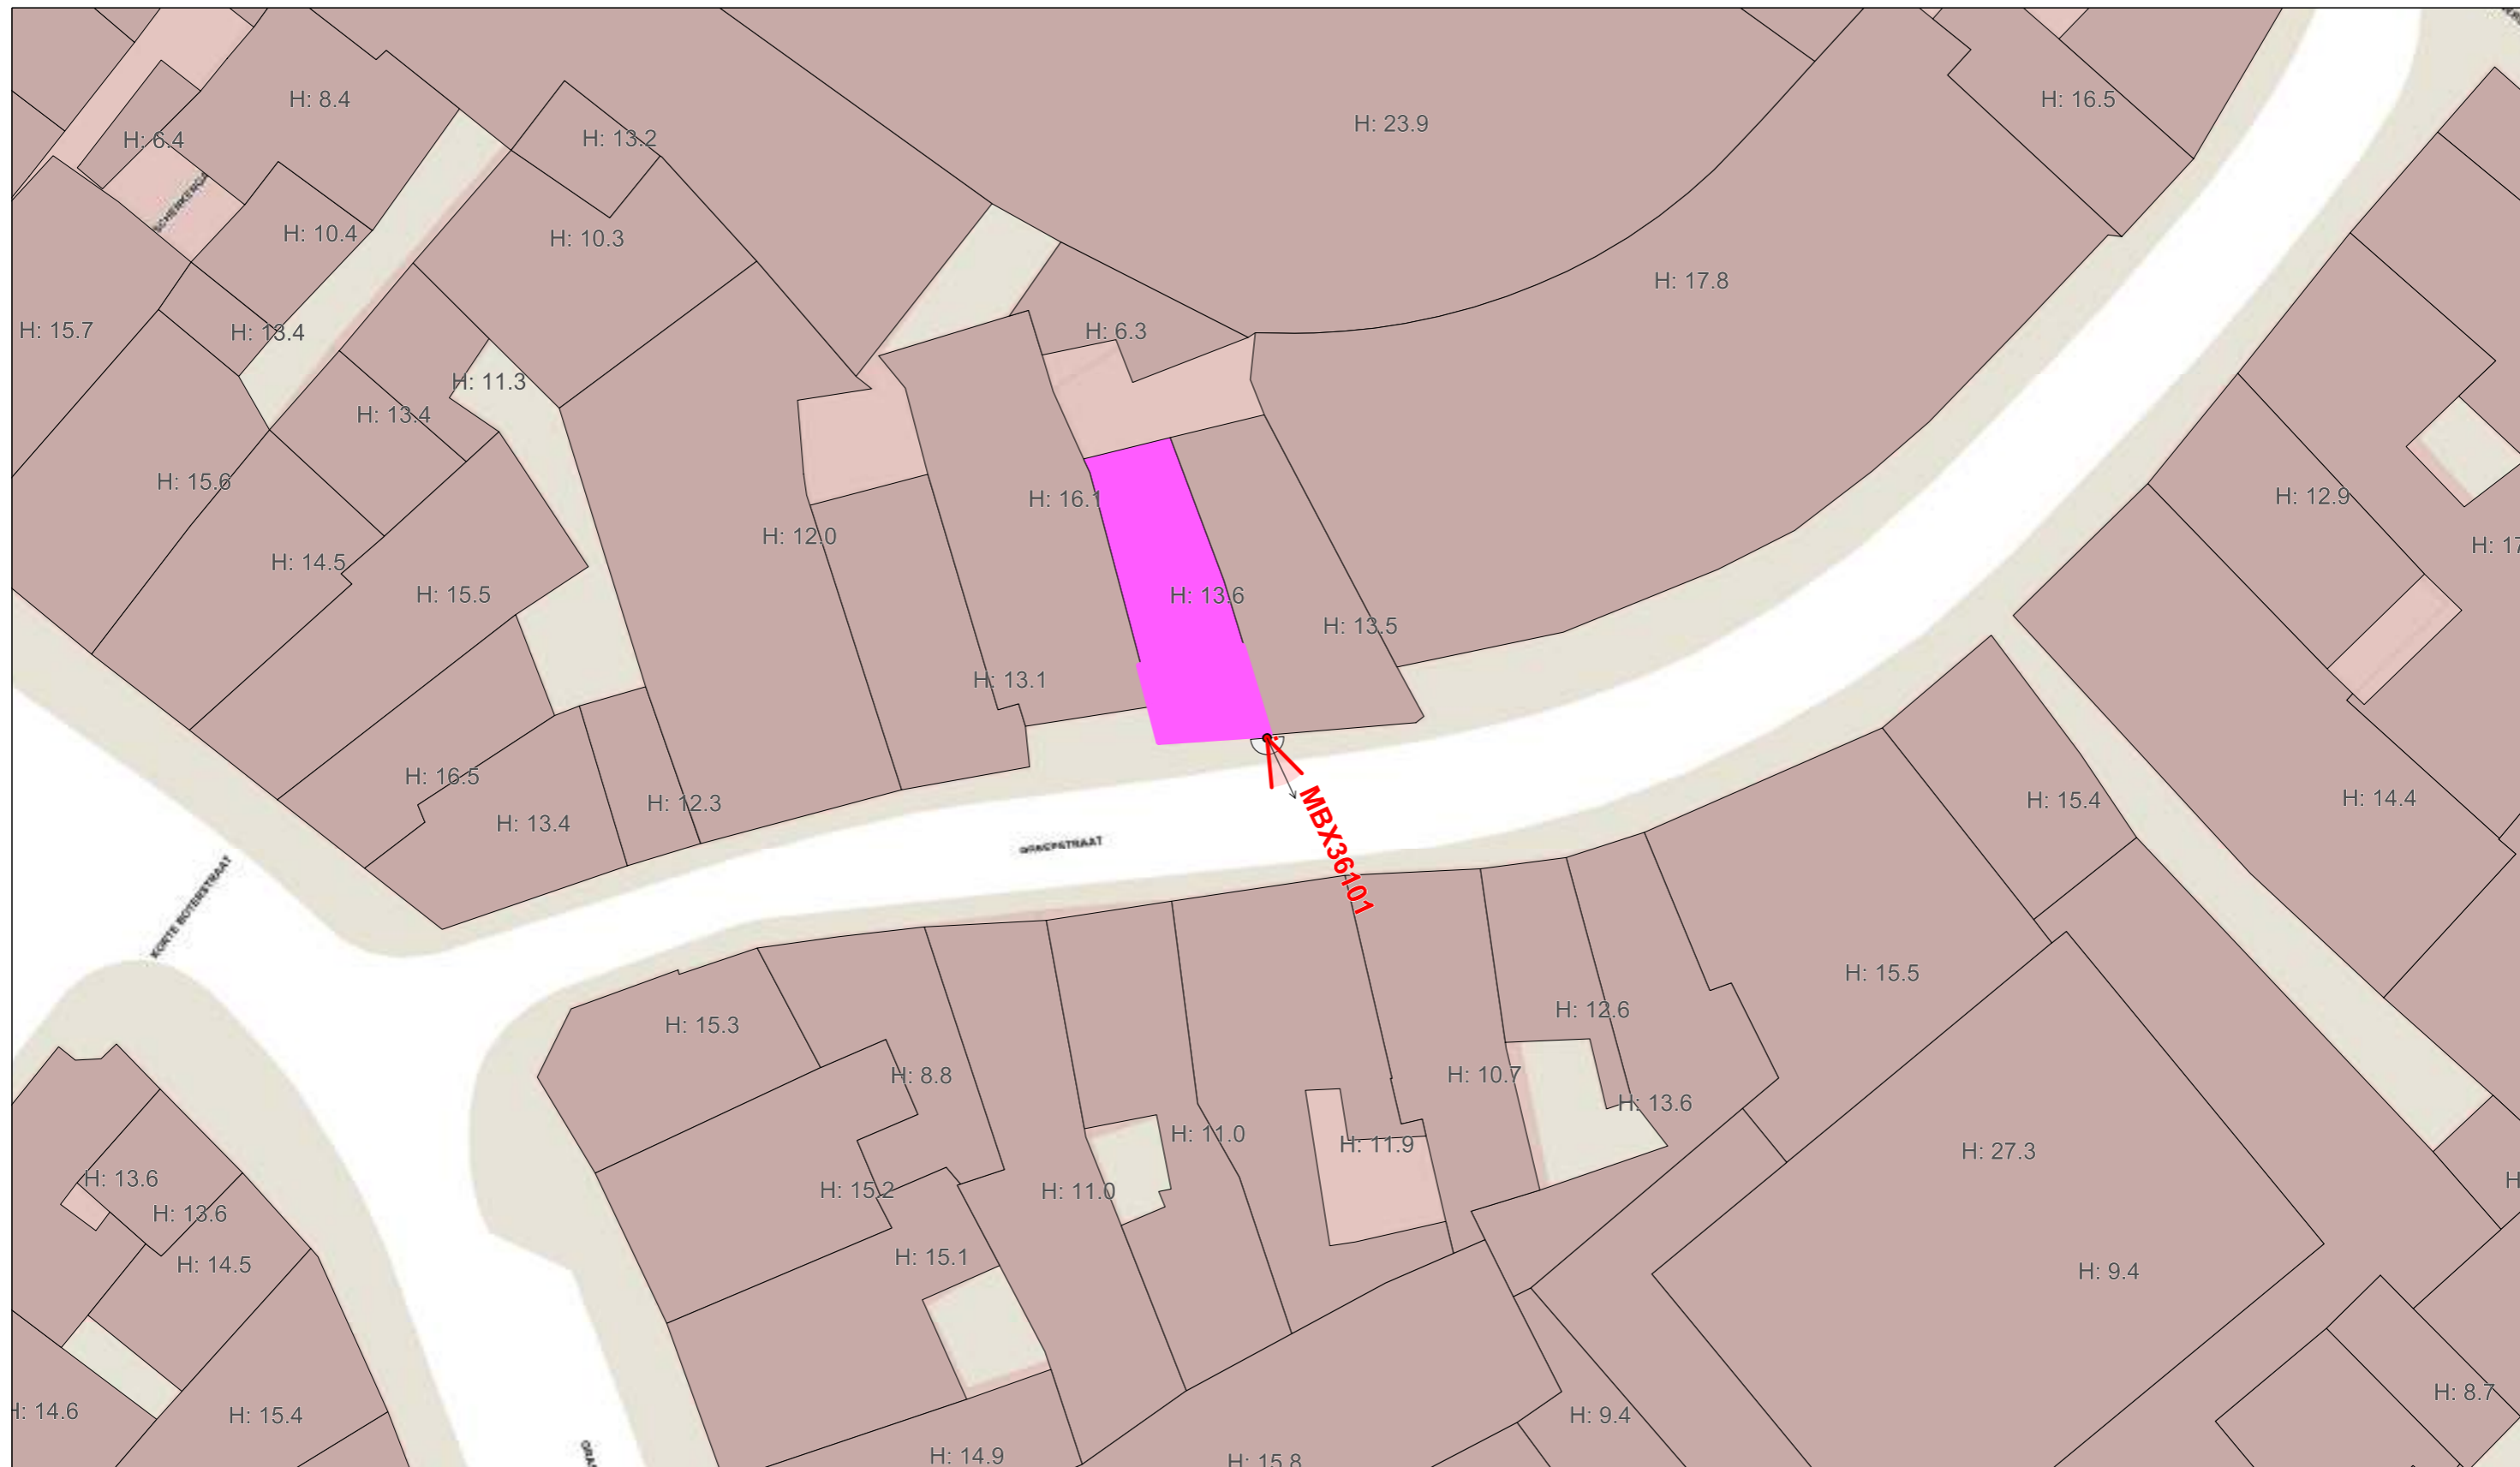 H: 8.4
H: 13.2
H: 23.9
H: 16.5
H: 6.4
H: 10.4
H: 10.3
H: 17.8
H: 15.7
H: 13.4
H: 6.3
H: 11.3
H: 13.4
H: 15.6
H: 16.1
H: 12.9
H: 12.0
H: 17
H: 14.5
H: 15.5
H: 13.6
H: 13.5
H: 13.1
H: 16.5
H: 12.3
H: 13.4
H: 15.4
H: 14.4
MBX36101
KORTE BOTERSTRAAT
H: 15.5
H: 15.3
H: 12.6
H: 8.8
H: 10.7
H: 13.6
H: 11.0
H: 11.9
H: 27.3
H: 13.6
H: 15.2
H: 11.0
H: 13.6
H: 14.5
H: 15.1
H: 9.4
H: 14.6
H: 15.4
H: 9.4
H: 8.7
H: 14.9
H: 15.8